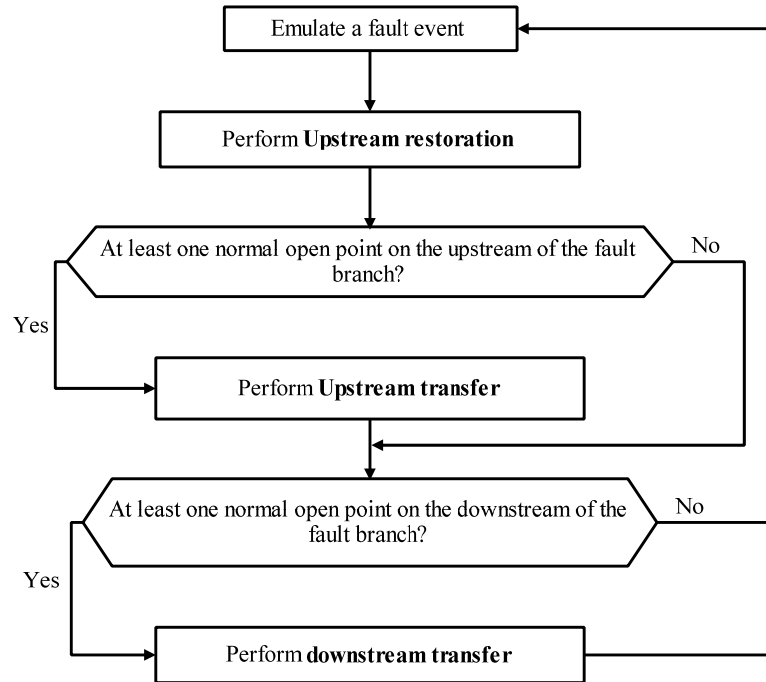 Emulate a fault event
Perform Upstream restoration
At least one normal open point on the upstream of the fault
branch?
No
Yes
Perform Upstream transfer
At least one normal open point on the downstream of the
fault branch?
No
Yes
Perform downstream transfer